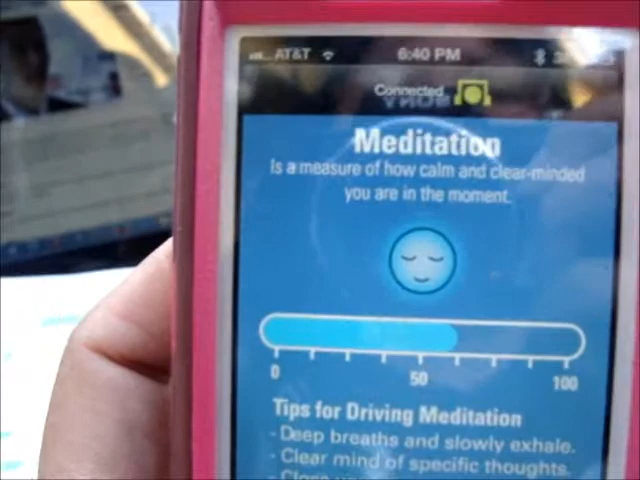 AT&T 6:40 PM
Connected
SONY
Meditation
Is a measure of how calm and clear-minded
you are in the moment.
0 50 100
Tips for Driving Meditation
- Deep breaths and slowly exhale.
- Clear mind of specific thoughts.